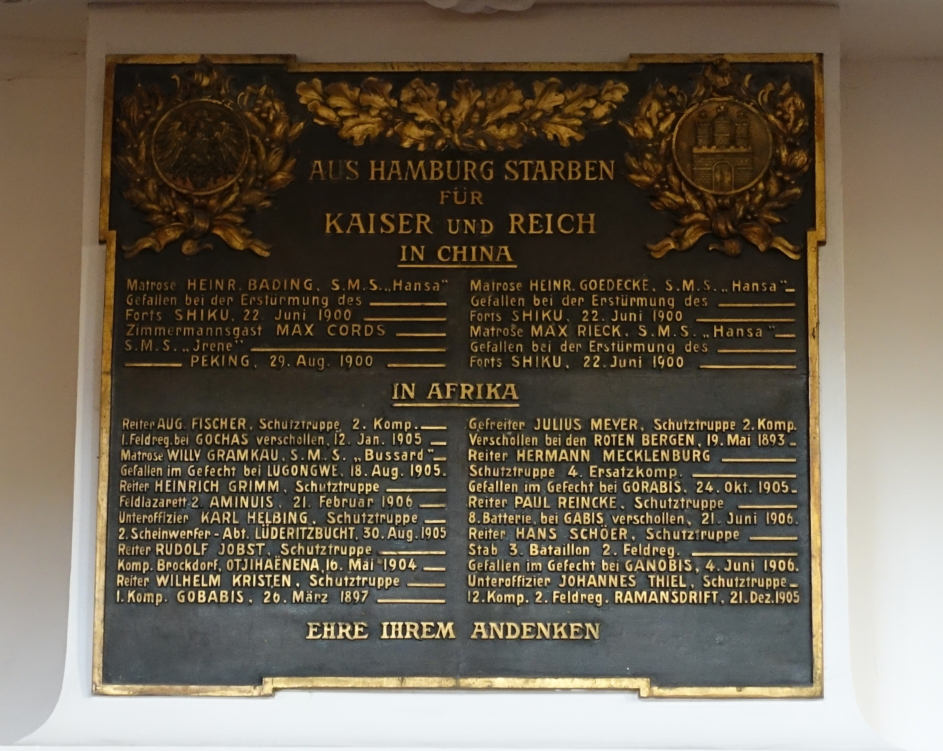 AUS HAMBURG STARBEN
FÜR
KAISER UND REICH
IN CHINA
Matrose HEINR. BADING, S.M.S. „Hansa"
Gefallen bei der Erstürmung des
Forts SHIKU, 22 Juni 1900
Zimmermannsgast MAX CORDS
S.M.S. „Jrene"
PEKING, 29. Aug. 1900
Matrose HEINR. GOEDECKE, S.M.S. „Hansa"
Gefallen bei der Erstürmung des
Forts SHIKU, 22. Juni 1900
Matrose MAX RIECK, S.M.S. „Hansa"
Gefallen bei der Erstürmung des
Forts SHIKU, 22. Juni 1900
IN AFRIKA
Reiter AUG. FISCHER, Schutztruppe, 2. Komp.
1. Feldreg. bei GOCHAS verschollen, 12. Jan. 1905
Matrose WILLY GRAMKAU, S.M.S. „Bussard"
Gefallen im Gefecht bei LUGONGWE, 18. Aug. 1905.
Reiter HEINRICH GRIMM, Schutztruppe
Feldlazarett 2. AMINUIS, 21. Februar 1906
Unteroffizier KARL HELBING, Schutztruppe
2. Scheinwerfer-Abt. LÜDERITZBUCHT, 30. Aug. 1905
Reiter RUDOLF JOBST, Schutztruppe
Komp. Brockdorf, OTJIHAËNENA, 16. Mai 1904
Reiter WILHELM KRISTEN, Schutztruppe
1. Komp. GOBABIS, 26. März 1897
Gefreiter JULIUS MEYER, Schutztruppe 2. Komp.
Verschollen bei den ROTEN BERGEN, 19. Mai 1893
Reiter HERMANN MECKLENBURG
Schutztruppe 4. Ersatzkomp.
Gefallen im Gefecht bei GORABIS, 24. Okt. 1905
Reiter PAUL REINCKE, Schutztruppe
8. Batterie, bei GABIS, verschollen, 21. Juni 1906.
Reiter HANS SCHÖER, Schutztruppe
Stab 3. Bataillon 2. Feldreg.
Gefallen im Gefecht bei GANOBIS, 4. Juni 1906.
Unteroffizier JOHANNES THIEL, Schutztruppe
12. Komp. 2. Feldreg. RAMANSDRIFT, 21. Dez. 1905
EHRE IHREM ANDENKEN